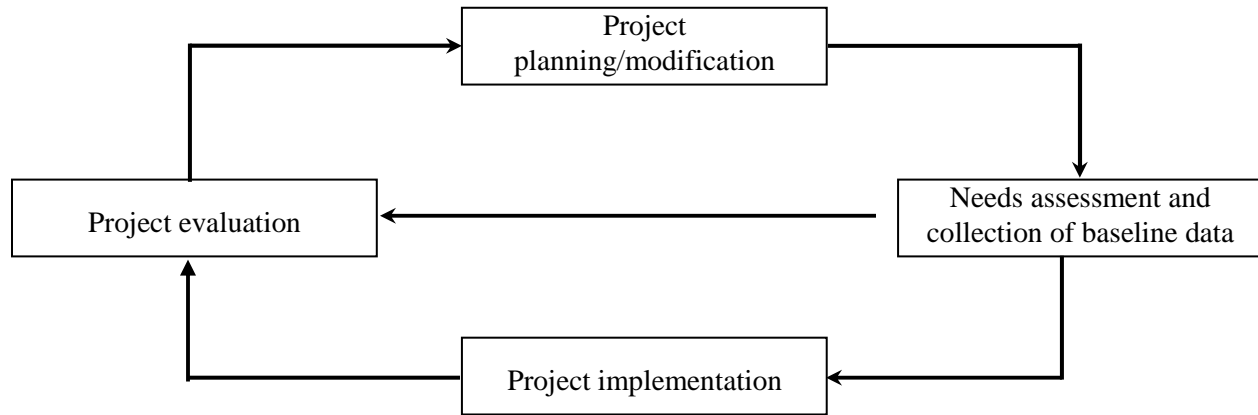 Project
planning/modification
Needs assessment and
collection of baseline data
Project evaluation
Project implementation